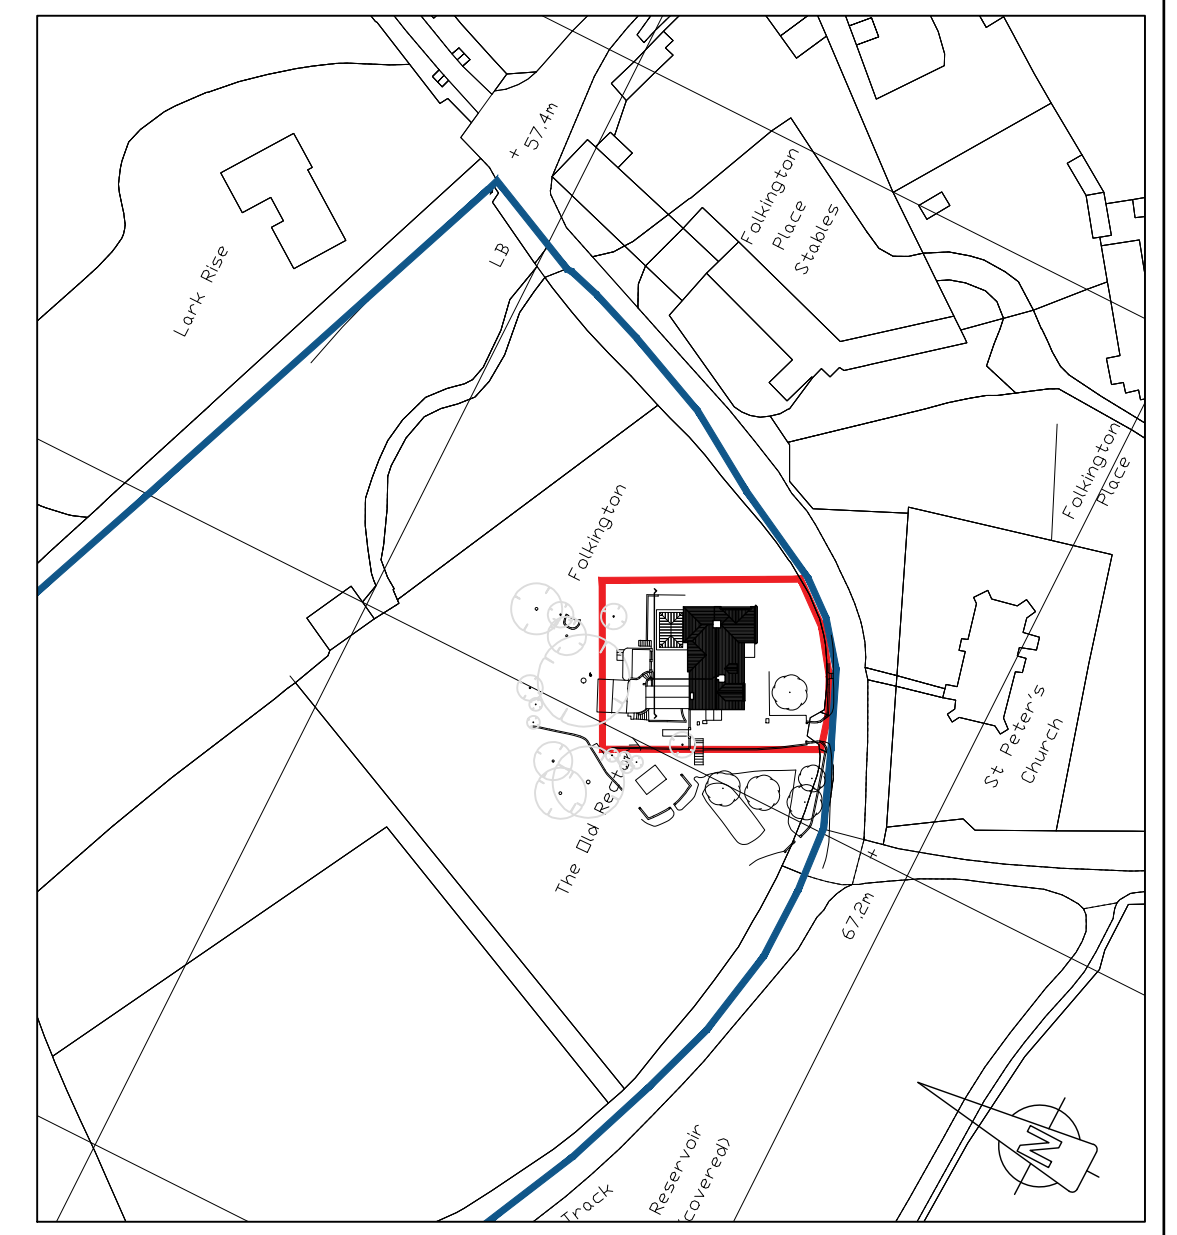 + 57.4m
Folkington
Place
Stables
LB
Lark Rise
Folkington
Place
Folkington
St Peter's
Church
The Old Rect
67.2m
Reservoir
(covered)
Track
N